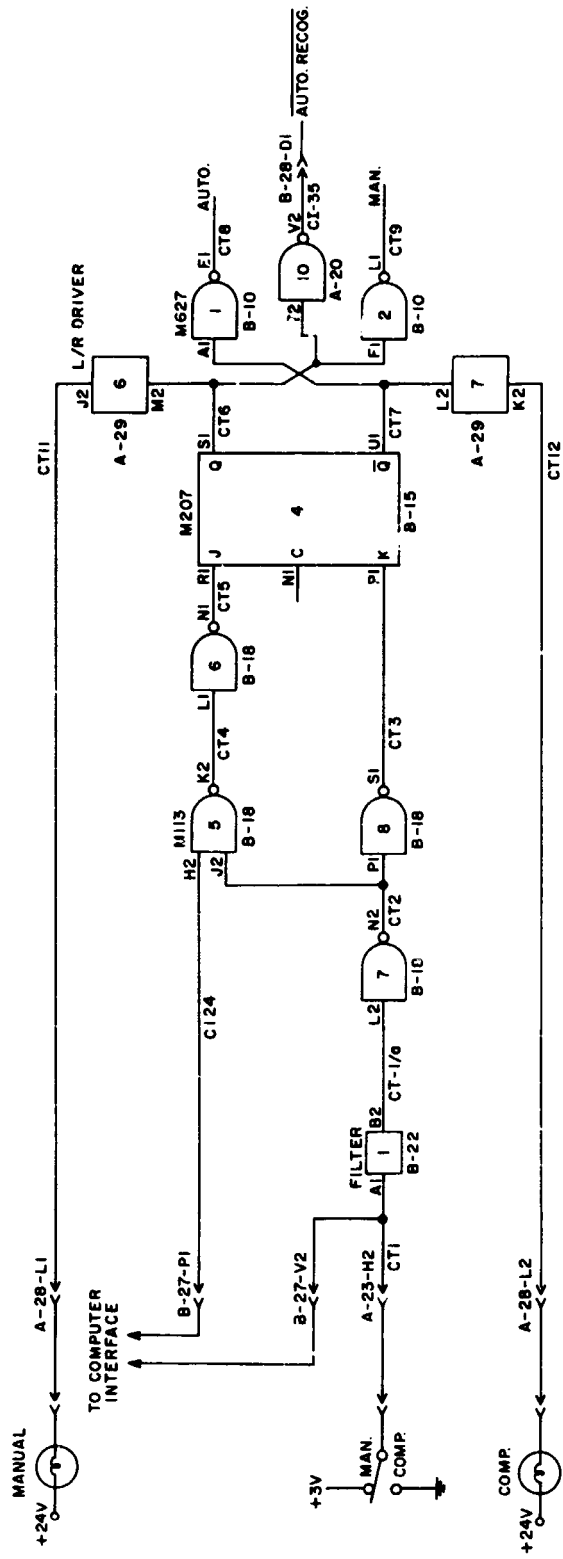 MANUAL
+24V
A-28-L1
CT11
J2
L/R DRIVER
6
A-29
M2
TO COMPUTER
INTERFACE
B-27-P1
C124
H2
M113
5
J2
B-18
K2
CT4
L1
6
B-18
N1
CT5
R1
M207
J
Q
S1
CT6
A1
M627
1
B-10
CT8
AUTO.
10
A-20
V2
B-28-D1
CI-35
AUTO. RECOG.
B-27-V2
+3V
MAN.
COMP.
A-23-H2
CT1
FILTER
A1
1
B-22
B2
CT-1/a
L2
7
N2
CT2
P1
8
B-18
S1
CT3
N1
C
4
P1
K
Q̅
B-15
U1
CT7
F1
2
B-10
L1
CT9
MAN.
L2
7
A-29
K2
COMP.
+24V
A-28-L2
CT12